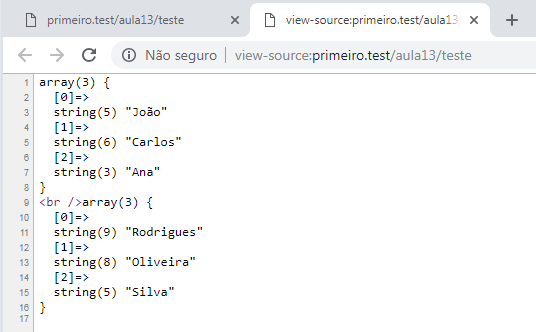 primeiro.test/aula13/teste
view-source:primeiro.test/aula13
Não seguro | view-source:primeiro.test/aula13/teste
1 array(3) {
2 [0]=>
3 string(5) "João"
4 [1]=>
5 string(6) "Carlos"
6 [2]=>
7 string(3) "Ana"
8 }
9 <br />array(3) {
10 [0]=>
11 string(9) "Rodrigues"
12 [1]=>
13 string(8) "Oliveira"
14 [2]=>
15 string(5) "Silva"
16 }
17